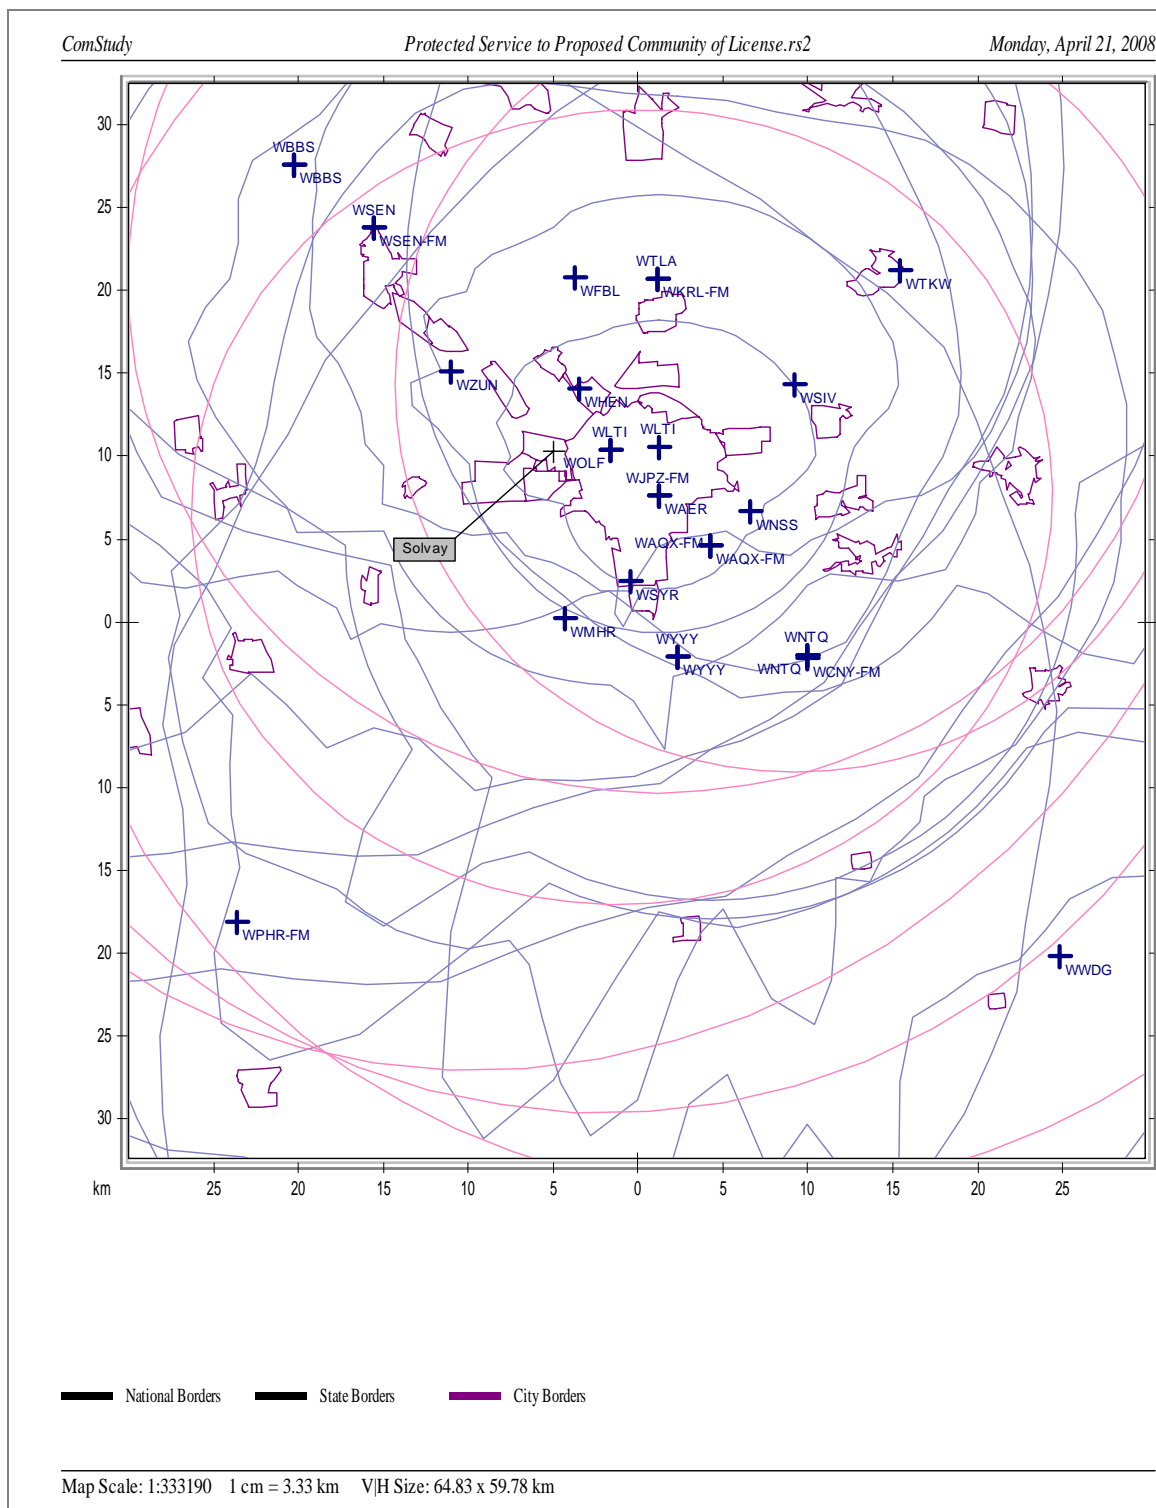 ComStudy Protected Service to Proposed Community of License.rs2 Monday, April 21, 2008
30
WBBS
WBBS
25
WSEN
WSEN-FM
WTLA
WFBL
WKRL-FM
WTKW
20
15
WZUN
WHEN
WSIV
WLTI
WLTI
10
WOLF
WJPZ-FM
WAER
WNSS
Solvay
5
WAQX-FM
WAQX-FM
WSYR
0
WMHR
WYYY
WNTQ
WYYY
WNTQ
WCNY-FM
5
10
15
WPHR-FM
20
WWDG
25
30
km 25 20 15 10 5 0 5 10 15 20 25
National Borders State Borders City Borders
Map Scale: 1:333190 1 cm = 3.33 km V|H Size: 64.83 x 59.78 km